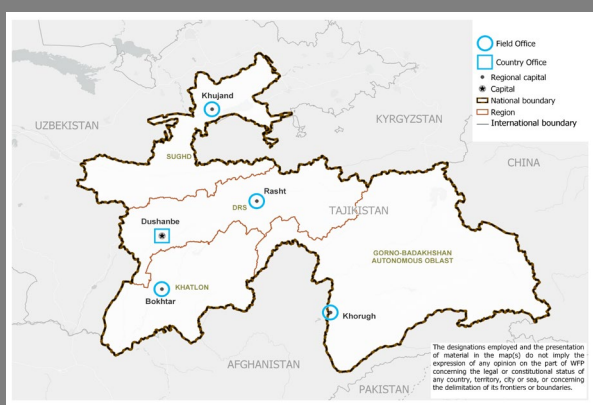 Field Office
Country Office
Regional capital
Capital
National boundary
Region
International boundary
Khujand
UZBEKISTAN
KYRGYZSTAN
CHINA
SUGHD
Rasht
DRS
TAJIKISTAN
Dushanbe
GORNO-BADAKHSHAN
AUTONOMOUS OBLAST
KHATLON
Bokhtar
Khorugh
AFGHANISTAN
PAKISTAN
The designations employed and the presentation
of material in the map(s) do not imply the
expression of any opinion on the part of WFP
concerning the legal or constitutional status of
any country, territory, city or sea, or concerning
the delimitation of its frontiers or boundaries.